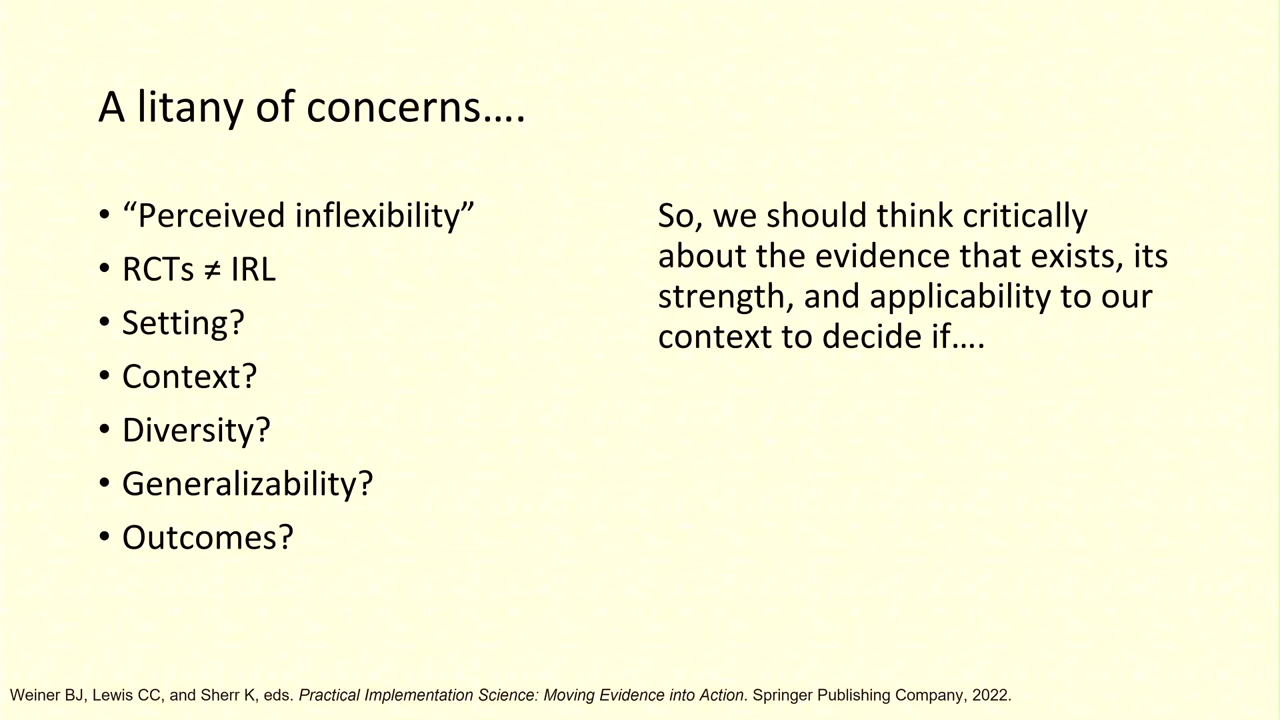 A litany of concerns….
• “Perceived inflexibility”
• RCTs ≠ IRL
• Setting?
• Context?
• Diversity?
• Generalizability?
• Outcomes?
So, we should think critically
about the evidence that exists, its
strength, and applicability to our
context to decide if….
Weiner BJ, Lewis CC, and Sherr K, eds. Practical Implementation Science: Moving Evidence into Action. Springer Publishing Company, 2022.